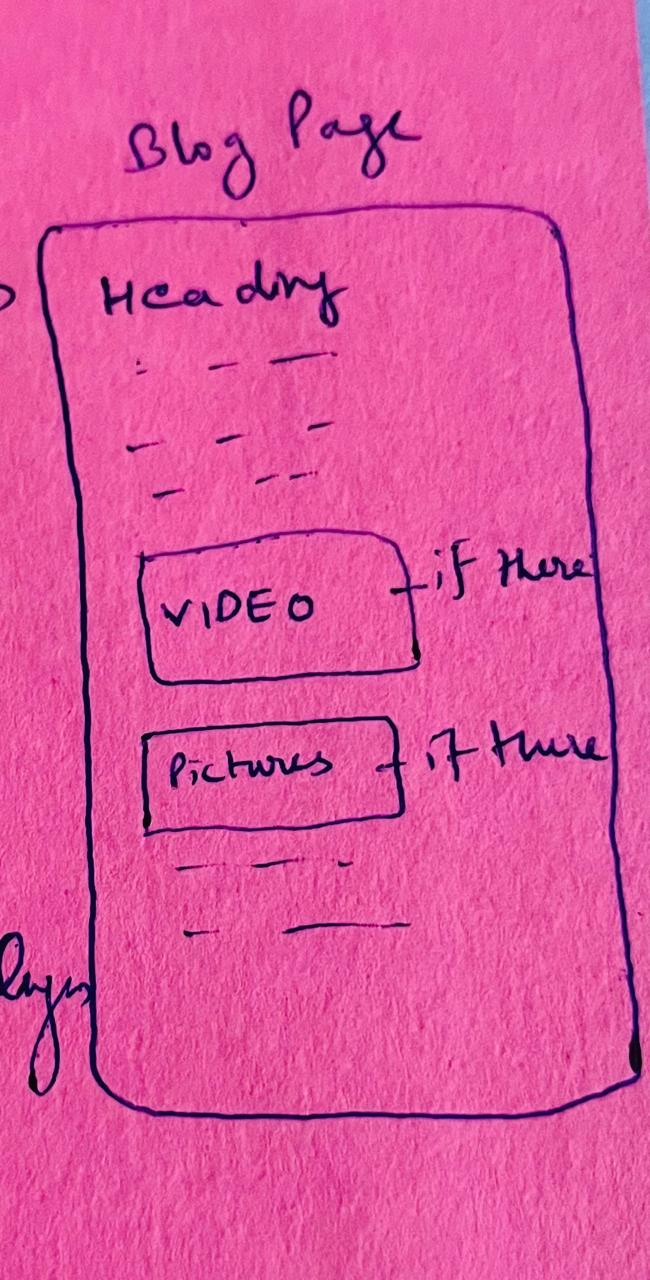 Blog Page
Heading
VIDEO
if there
Pictures
if there